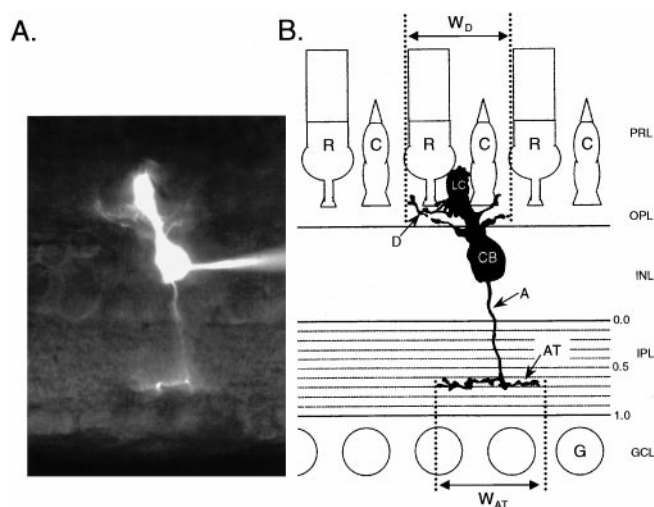 A.
B.
W_D
R
C
R
C
R
C
PRL
LC
OPL
D
CB
INL
A
0.0
AT
IPL
0.5
1.0
G
GCL
W_AT